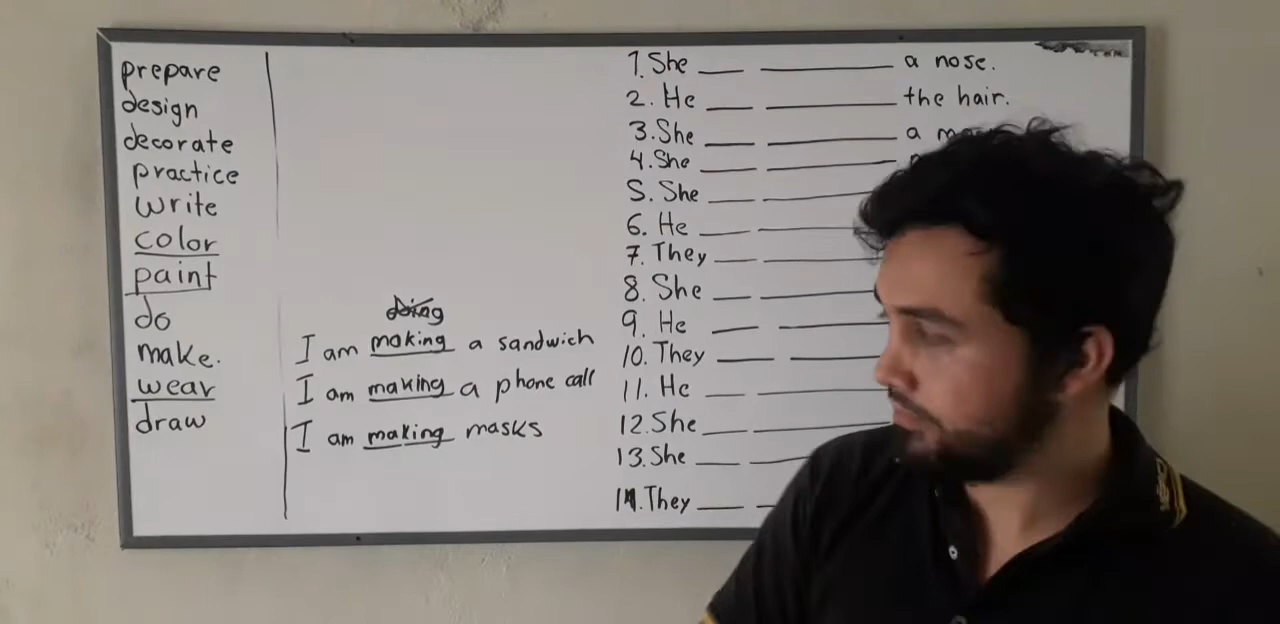 prepare
design
decorate
practice
write
color
paint
do
make.
wear
draw
doing
I am making a sandwich
I am making a phone call
I am making masks
1. She ___ ______ a nose.
2. He ___ ______ the hair.
3. She ___ ______ a
4. She ___ ______
5. She ___ ______
6. He ___ ______
7. They ___ ______
8. She ___ ______
9. He ___ ______
10. They ___ ______
11. He ___ ______
12. She ___ ______
13. She ___ ______
14. They ___ __